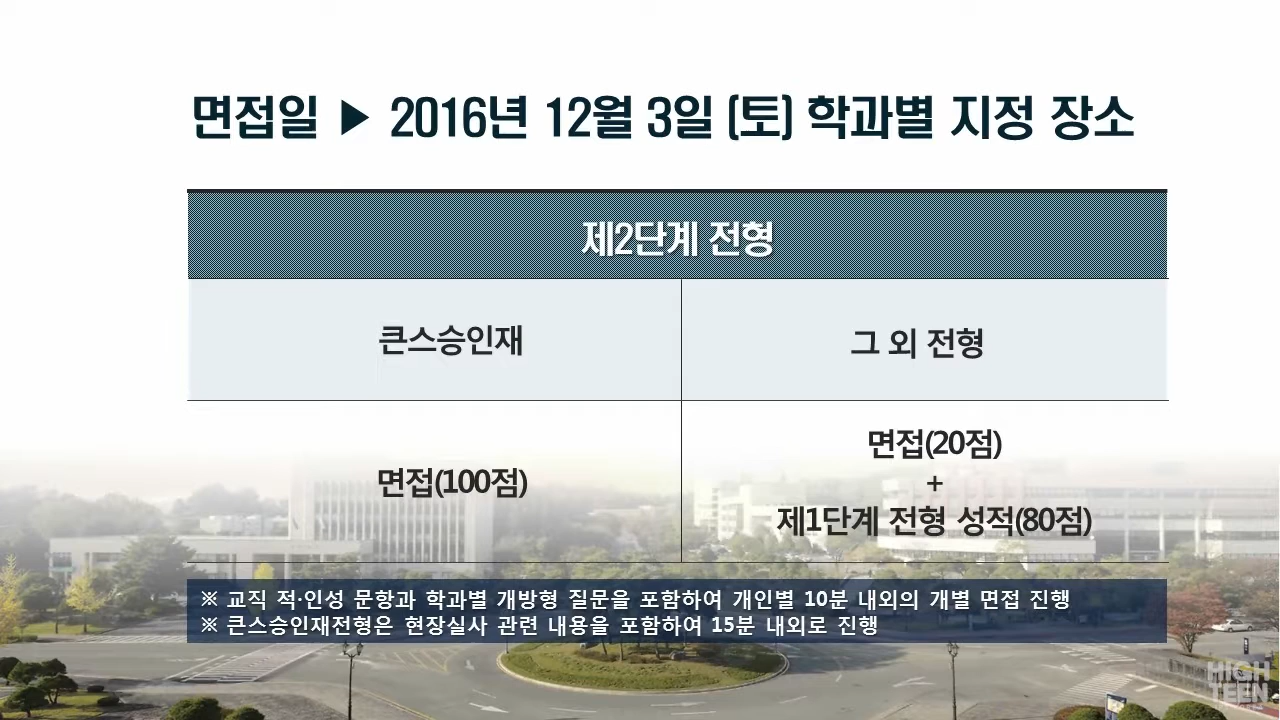 면접일 ▶ 2016년 12월 3일 (토) 학과별 지정 장소
제2단계 전형
큰스승인재
그 외 전형
면접(100점)
면접(20점)
+
제1단계 전형 성적(80점)
※ 교직 적·인성 문항과 학과별 개방형 질문을 포함하여 개인별 10분 내외의 개별 면접 진행
※ 큰스승인재전형은 현장실사 관련 내용을 포함하여 15분 내외로 진행
HIGH
TEEN